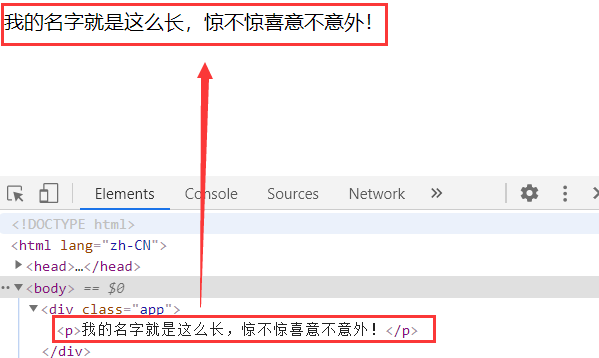 我的名字就是这么长，惊不惊喜意不意外！
Elements Console Sources Network »
<!DOCTYPE html>
<html lang="zh-CN">
<head>…</head>
<body> == $0
<div class="app">
<p>我的名字就是这么长，惊不惊喜意不意外！</p>
</div>